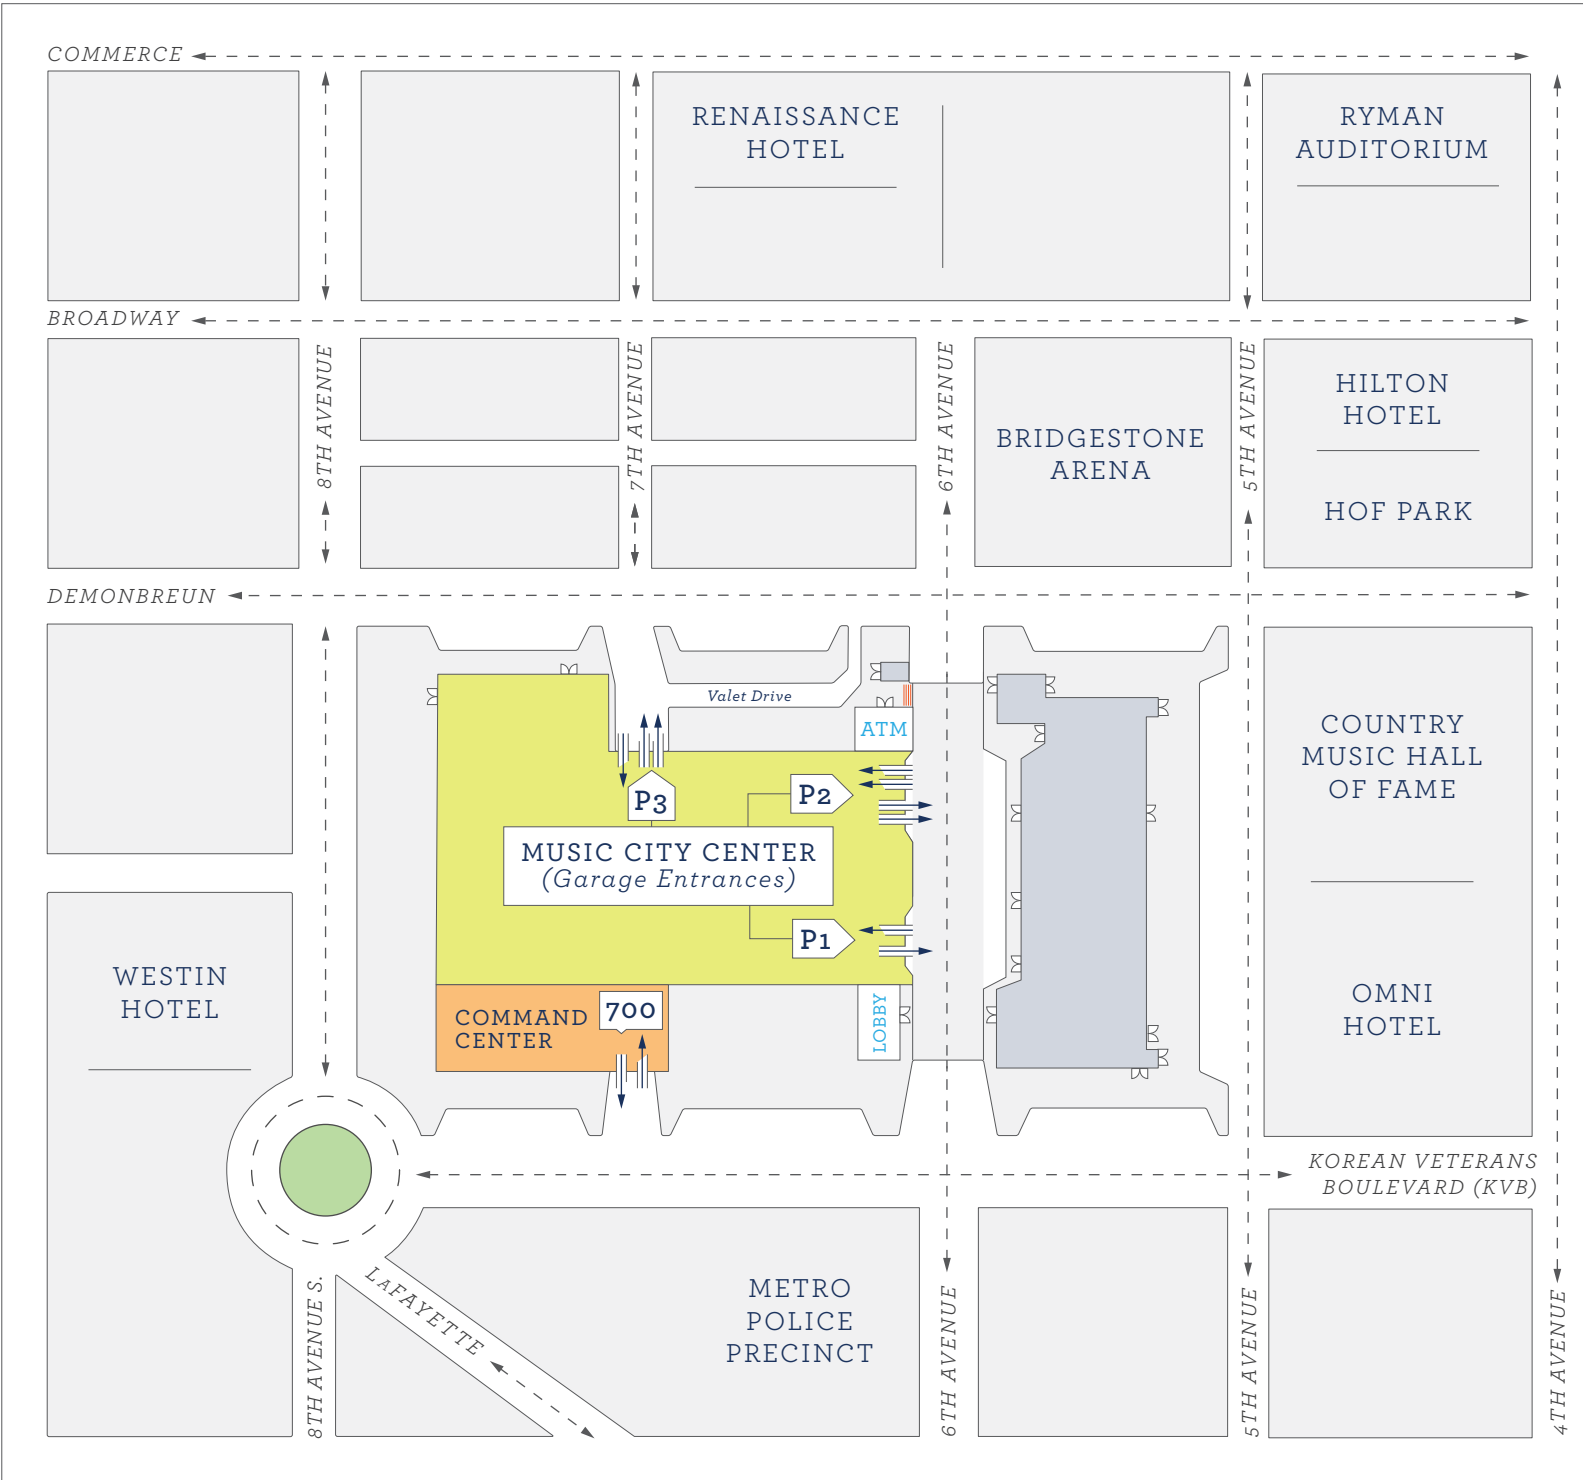 COMMERCE
RENAISSANCE
HOTEL
RYMAN
AUDITORIUM
BROADWAY
8TH AVENUE
7TH AVENUE
6TH AVENUE
5TH AVENUE
HILTON
HOTEL
BRIDGESTONE
ARENA
HOF PARK
DEMONBREUN
Valet Drive
ATM
COUNTRY
MUSIC HALL
OF FAME
P3
P2
MUSIC CITY CENTER
(Garage Entrances)
P1
WESTIN
HOTEL
COMMAND
CENTER
700
LOBBY
OMNI
HOTEL
KOREAN VETERANS
BOULEVARD (KVB)
LAFAYETTE
8TH AVENUE S.
METRO
POLICE
PRECINCT
6TH AVENUE
5TH AVENUE
4TH AVENUE